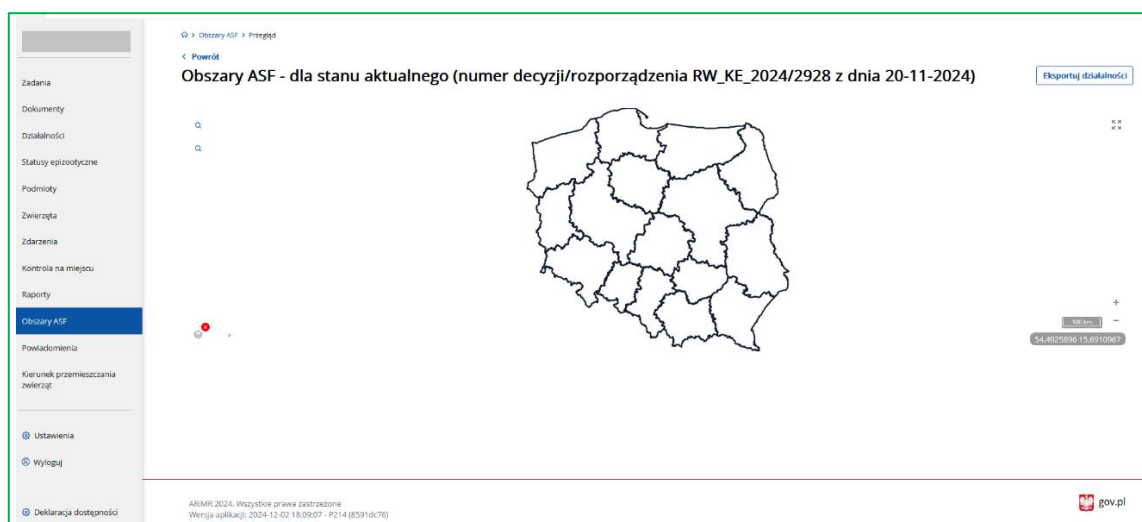 Zadania
Dokumenty
Działalności
Statusy epizootyczne
Podmioty
Zwierzęta
Zdarzenia
Kontrola na miejscu
Raporty
Obszary ASF
Powiadomienia
Kierunek przemieszczania
zwierząt
Ustawienia
Wyloguj
Deklaracja dostępności
> Obszary ASF > Przegląd
< Powrót
Obszary ASF - dla stanu aktualnego (numer decyzji/rozporządzenia RW_KE_2024/2928 z dnia 20-11-2024)
Eksportuj działalności
+
100 km
−
54,4925896 15,6910967
ARiMR 2024. Wszystkie prawa zastrzeżone
Wersja aplikacji: 2024-12-02 18:09:07 - P214 (8591dc76)
gov.pl